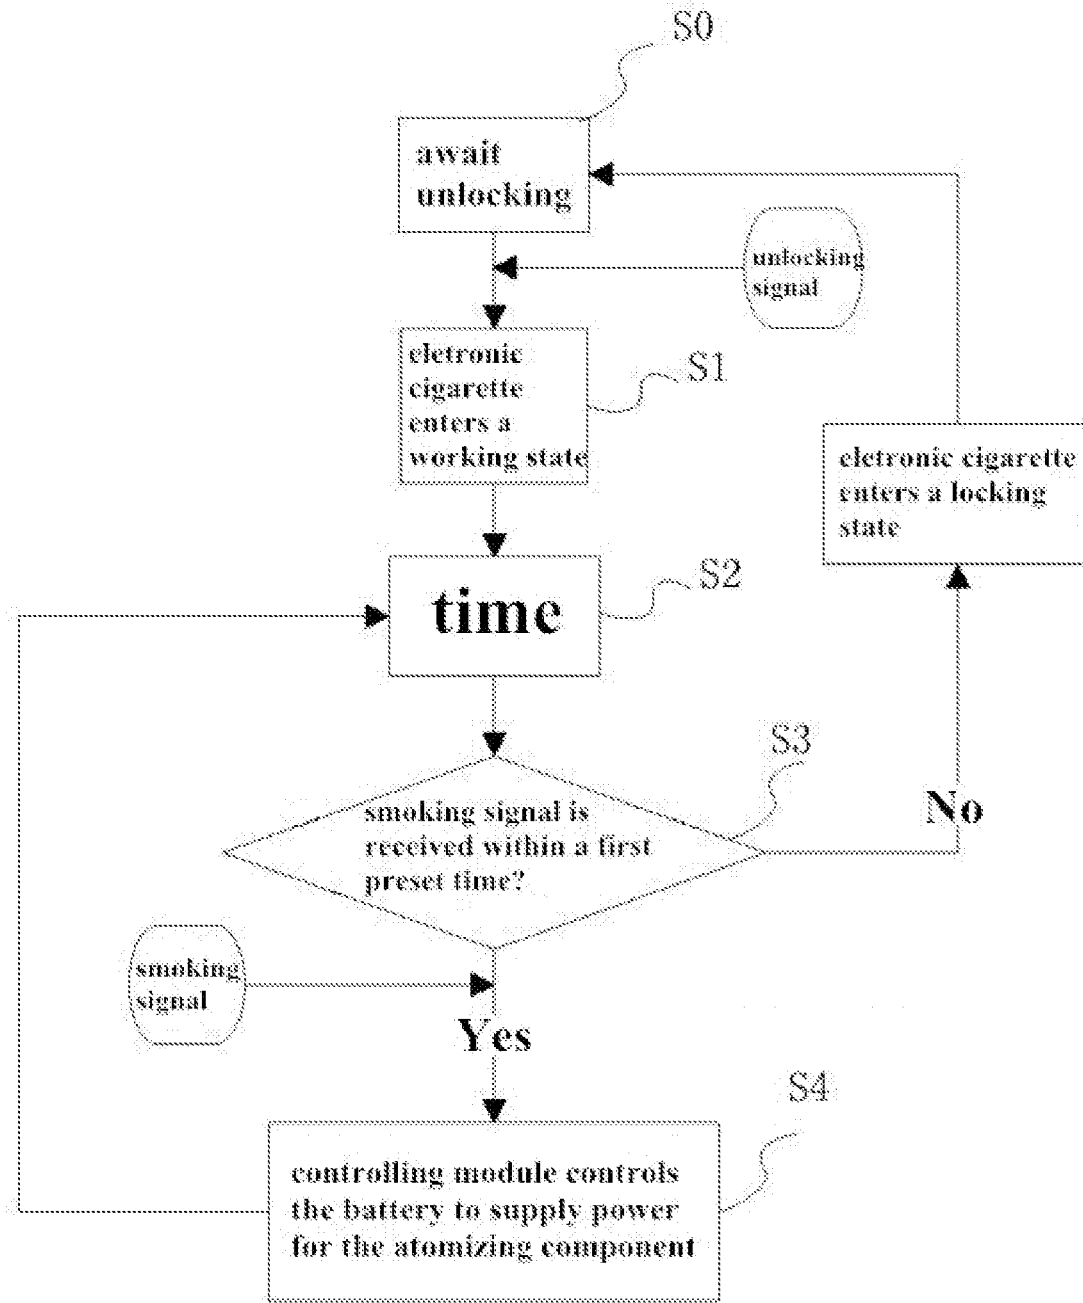 S0
await
unlocking
unlocking
signal
eletronic
cigarette
enters a
working state
S1
eletronic cigarette
enters a locking
state
time
S2
S3
smoking signal is
received within a first
preset time?
No
smoking
signal
Yes
S4
controlling module controls
the battery to supply power
for the atomizing component